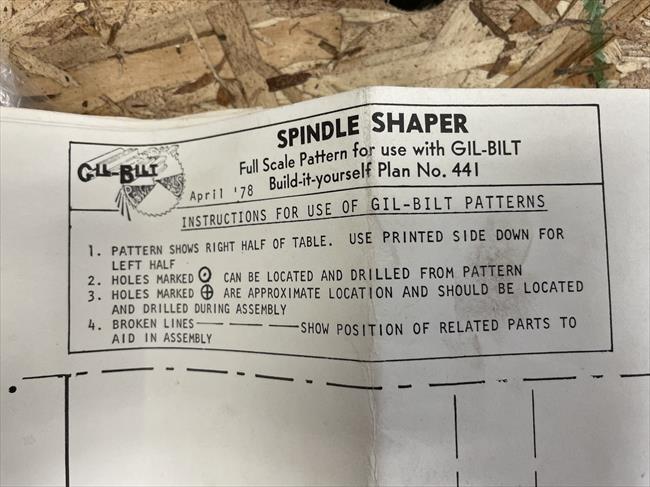 SPINDLE SHAPER
GIL-BILT
Full Scale Pattern for use with GIL-BILT
April '78
Build-it-yourself Plan No. 441
INSTRUCTIONS FOR USE OF GIL-BILT PATTERNS
1. PATTERN SHOWS RIGHT HALF OF TABLE. USE PRINTED SIDE DOWN FOR
LEFT HALF
2. HOLES MARKED ⊙ CAN BE LOCATED AND DRILLED FROM PATTERN
3. HOLES MARKED ⊕ ARE APPROXIMATE LOCATION AND SHOULD BE LOCATED
AND DRILLED DURING ASSEMBLY
4. BROKEN LINES — — — — — SHOW POSITION OF RELATED PARTS TO
AID IN ASSEMBLY